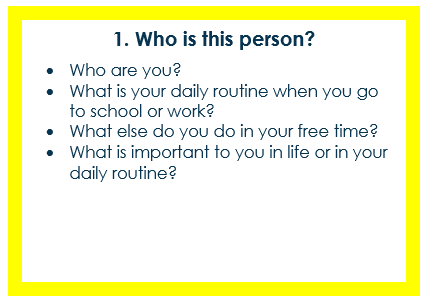 1. Who is this person?
• Who are you?
• What is your daily routine when you go
to school or work?
• What else do you do in your free time?
• What is important to you in life or in your
daily routine?